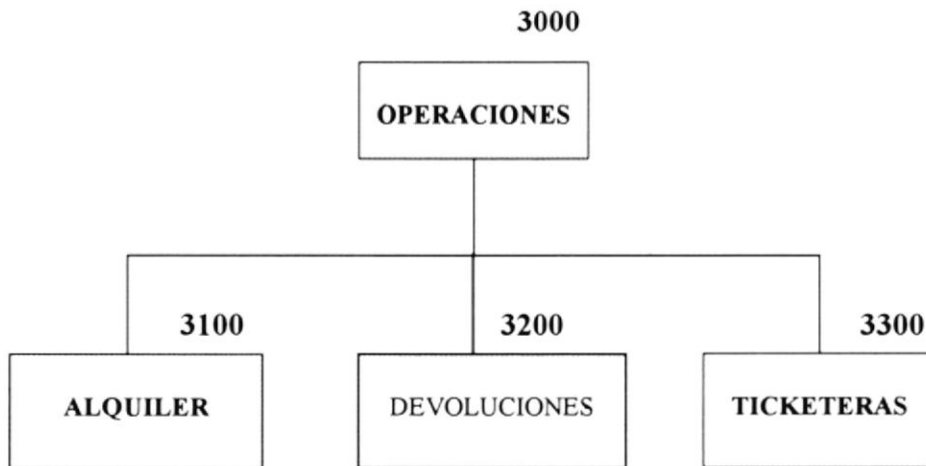 3000
OPERACIONES
3100
3200
3300
ALQUILER
DEVOLUCIONES
TICKETERAS